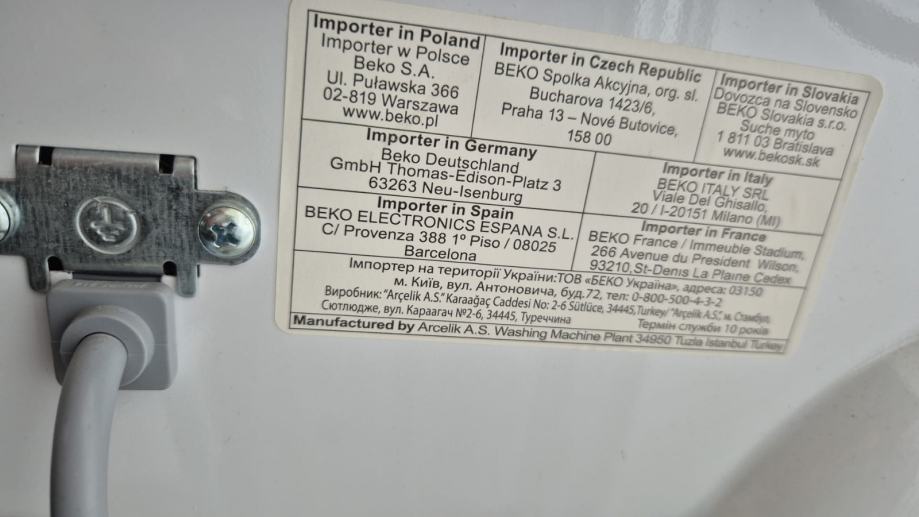 Importer in Poland
Importer w Polsce
Beko S.A.
Ul. Puławska 366
02-819 Warszawa
www.beko.pl
Importer in Czech Republic
BEKO Spolka Akcyjna, org. sl.
Bucharova 1423/6,
Praha 13 – Nové Butovice,
158 00
Importer in Slovakia
Dovozca na Slovensko
BEKO Slovakia s.r.o.
Suche myto
1 811 03 Bratislava
www.bekosk.sk
Importer in Germany
Beko Deutschland
GmbH Thomas-Edison-Platz 3
63263 Neu-Isenburg
Importer in Italy
BEKO ITALY SRL
Viale Del Ghisallo,
20 / I-20151 Milano (MI)
Importer in Spain
BEKO ELECTRONICS ESPANA S.L.
C/ Provenza 388 1º Piso / 08025
Barcelona
Importer in France
BEKO France / Immeuble Stadium,
266 Avenue du President Wilson,
93210,St-Denis La Plaine Cedex
Імпортер на території України:ТОВ «БЕКО Україна», адреса: 03150
м. Київ, вул. Антоновича, буд.72, тел: 0-800-500-4-3-2
Виробник: “Arçelik A.S.” Karaağaç Caddesi No: 2-6 Sütlüce, 34445,Turkey/ “Arçelik A.S.”, м. Стамбул,
Сютлюдже, вул. Караагач №2-6, 34445, Туреччина
Термін служби 10 років
Manufactured by Arcelik A.S. Washing Machine Plant 34950 Tuzla Istanbul Turkey